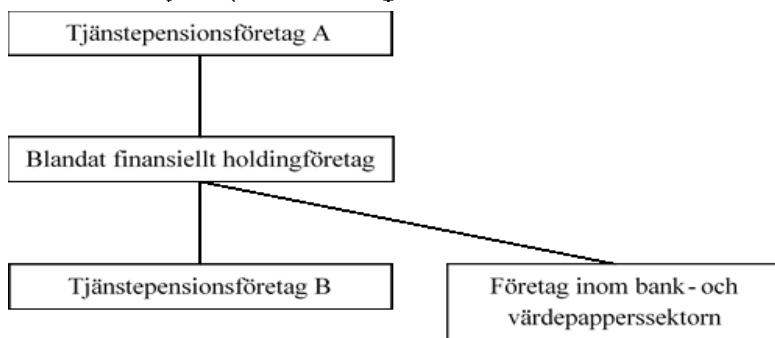 Tjänstepensionsföretag A
Blandat finansiellt holdingföretag
Tjänstepensionsföretag B
Företag inom bank- och
värdepapperssektorn